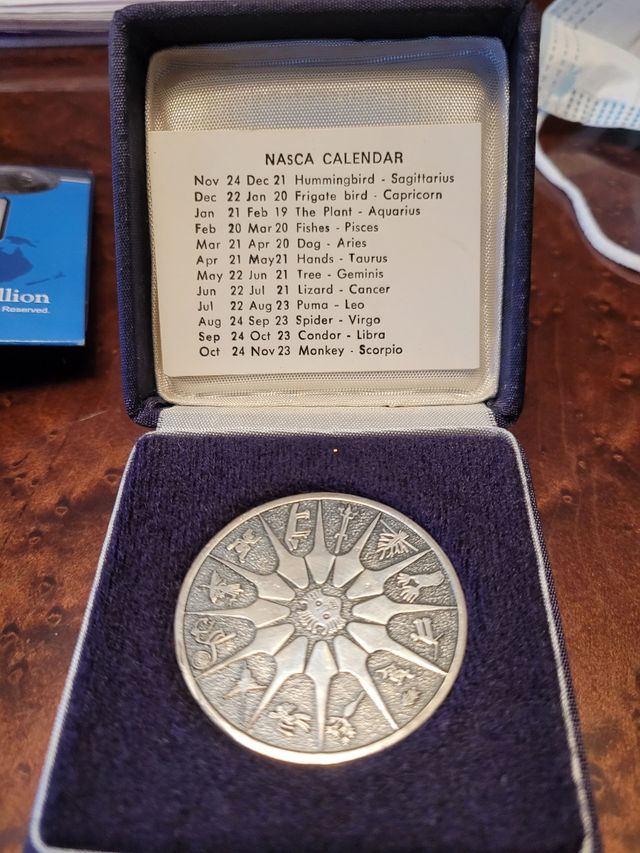 NASCA CALENDAR
Nov 24 Dec 21 Hummingbird - Sagittarius
Dec 22 Jan 20 Frigate bird - Capricorn
Jan 21 Feb 19 The Plant - Aquarius
Feb 20 Mar 20 Fishes - Pisces
Mar 21 Apr 20 Dog - Aries
Apr 21 May21 Hands - Taurus
May 22 Jun 21 Tree - Geminis
Jun 22 Jul 21 Lizard - Cancer
Jul 22 Aug 23 Puma - Leo
Aug 24 Sep 23 Spider - Virgo
Sep 24 Oct 23 Condor - Libra
Oct 24 Nov 23 Monkey - Scorpio
llion
Reserved.